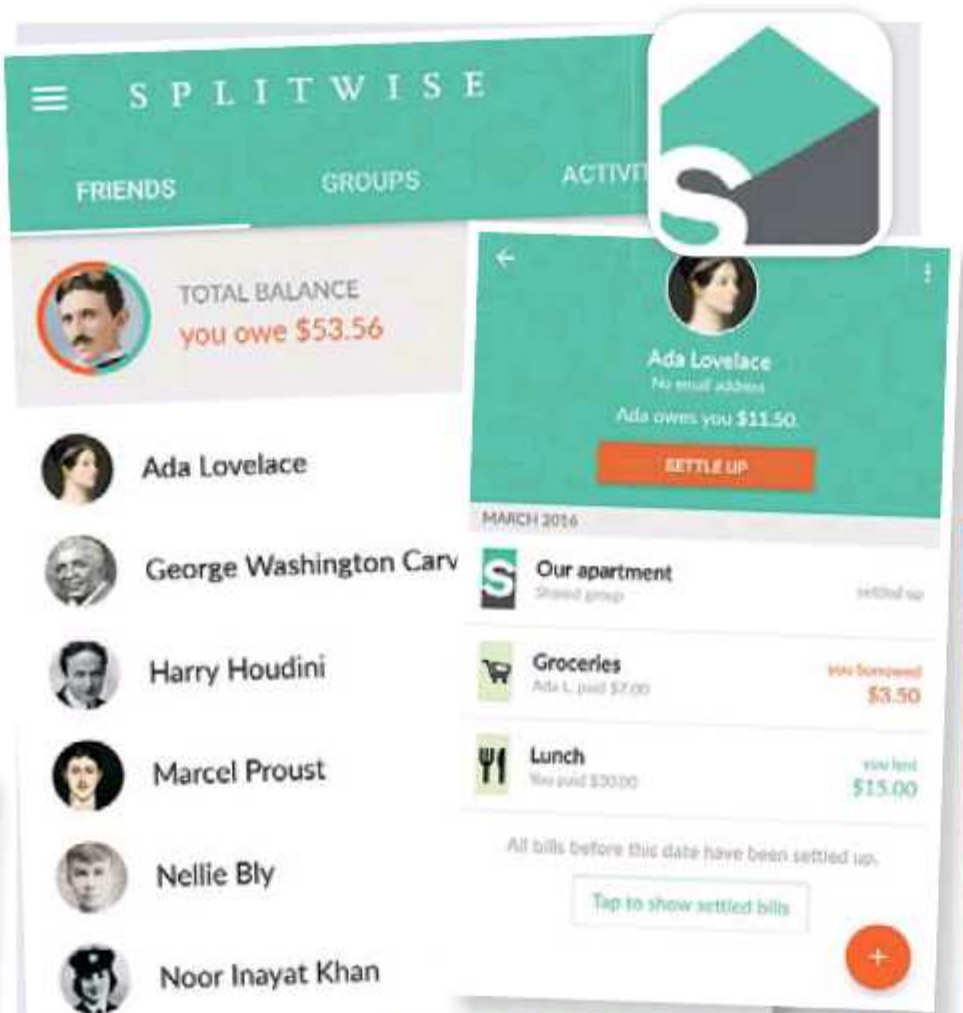 SPLITWISE
FRIENDS GROUPS ACTIVIT
TOTAL BALANCE
you owe $53.56
Ada Lovelace
George Washington Carv
Harry Houdini
Marcel Proust
Nellie Bly
Noor Inayat Khan
S
Ada Lovelace
No email address
Ada owes you $11.50
SETTLE UP
MARCH 2016
S
Our apartment
Shared group
settled up
Groceries
Ada L. paid $7.00
you borrowed
$3.50
Lunch
You paid $30.00
you lent
$15.00
All bills before this date have been settled up.
Tap to show settled bills
+